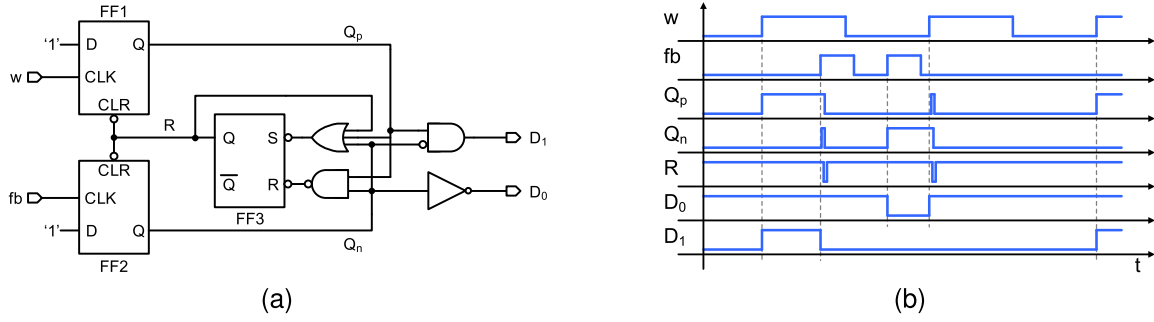 FF1
'1' D Q
w CLK
CLR
Qp
R
Q S
Q R
FF3
D1
D0
CLR
fb CLK
'1' D Q
Qn
FF2
(a)
w
fb
Qp
Qn
R
D0
D1
t
(b)